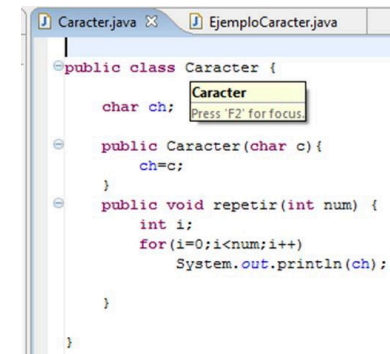 Caracter.java EjemploCaracter.java
public class Caracter {
Caracter
char ch;
Press 'F2' for focus.
public Caracter(char c){
ch=c;
}
public void repetir(int num) {
int i;
for(i=0;i<num;i++)
System.out.println(ch);
}
}